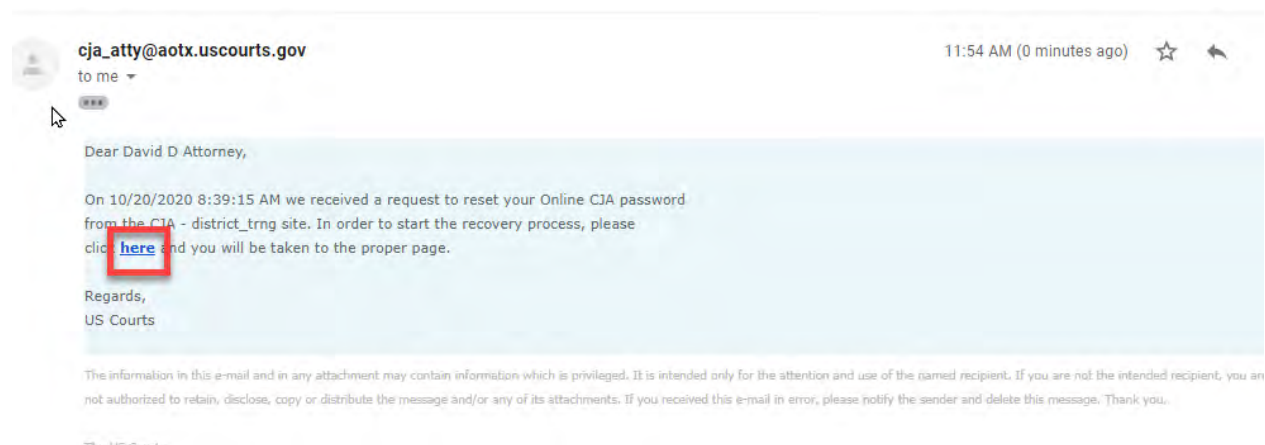 cja_atty@aotx.uscourts.gov
11:54 AM (0 minutes ago)
to me
Dear David D Attorney,
On 10/20/2020 8:39:15 AM we received a request to reset your Online CJA password
from the CJA - district_trng site. In order to start the recovery process, please
click here and you will be taken to the proper page.
Regards,
US Courts
The information in this e-mail and in any attachment may contain information which is privileged. It is intended only for the attention and use of the named recipient. If you are not the intended recipient, you are
not authorized to retain, disclose, copy or distribute the message and/or any of its attachments. If you received this e-mail in error, please notify the sender and delete this message. Thank you.